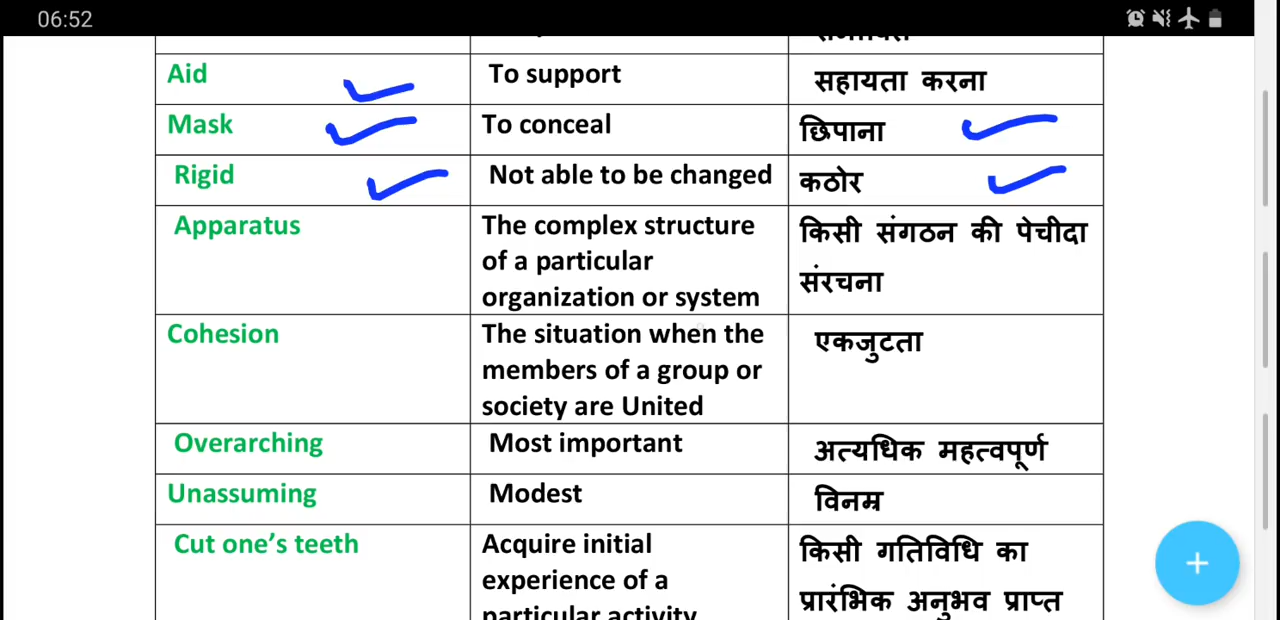 06:52
Aid To support सहायता करना
Mask To conceal छिपाना
Rigid Not able to be changed कठोर
Apparatus The complex structure किसी संगठन की पेचीदा
of a particular संरचना
organization or system
Cohesion The situation when the एकजुटता
members of a group or
society are United
Overarching Most important अत्यधिक महत्वपूर्ण
Unassuming Modest विनम्र
Cut one's teeth Acquire initial किसी गतिविधि का
experience of a प्रारंभिक अनुभव प्राप्त
particular activity